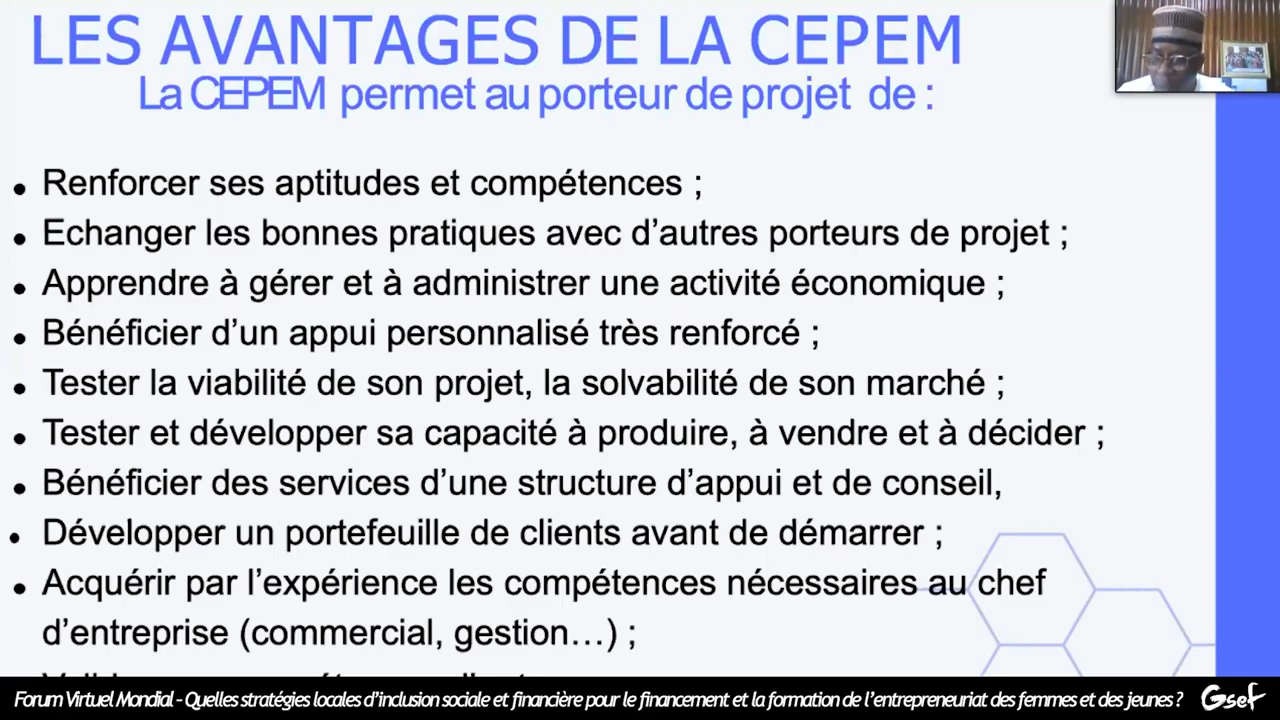 LES AVANTAGES DE LA CEPEM
La CEPEM permet au porteur de projet de :
• Renforcer ses aptitudes et compétences ;
• Echanger les bonnes pratiques avec d’autres porteurs de projet ;
• Apprendre à gérer et à administrer une activité économique ;
• Bénéficier d’un appui personnalisé très renforcé ;
• Tester la viabilité de son projet, la solvabilité de son marché ;
• Tester et développer sa capacité à produire, à vendre et à décider ;
• Bénéficier des services d’une structure d’appui et de conseil,
• Développer un portefeuille de clients avant de démarrer ;
• Acquérir par l’expérience les compétences nécessaires au chef
d’entreprise (commercial, gestion…) ;
Forum Virtuel Mondial - Quelles stratégies locales d’inclusion sociale et financière pour le financement et la formation de l’entrepreneuriat des femmes et des jeunes ?
Gsef